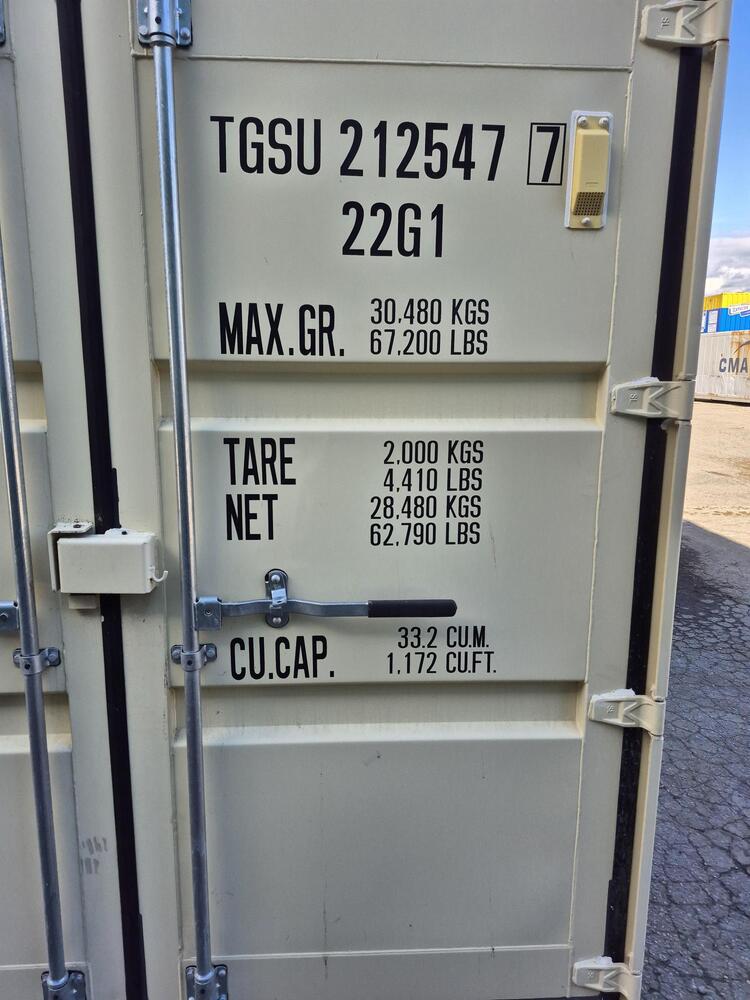 TGSU 212547 7
22G1
MAX.GR. 30,480 KGS
67,200 LBS
TARE 2,000 KGS
4,410 LBS
NET 28,480 KGS
62,790 LBS
CU.CAP. 33.2 CU.M.
1,172 CU.FT.
CMA